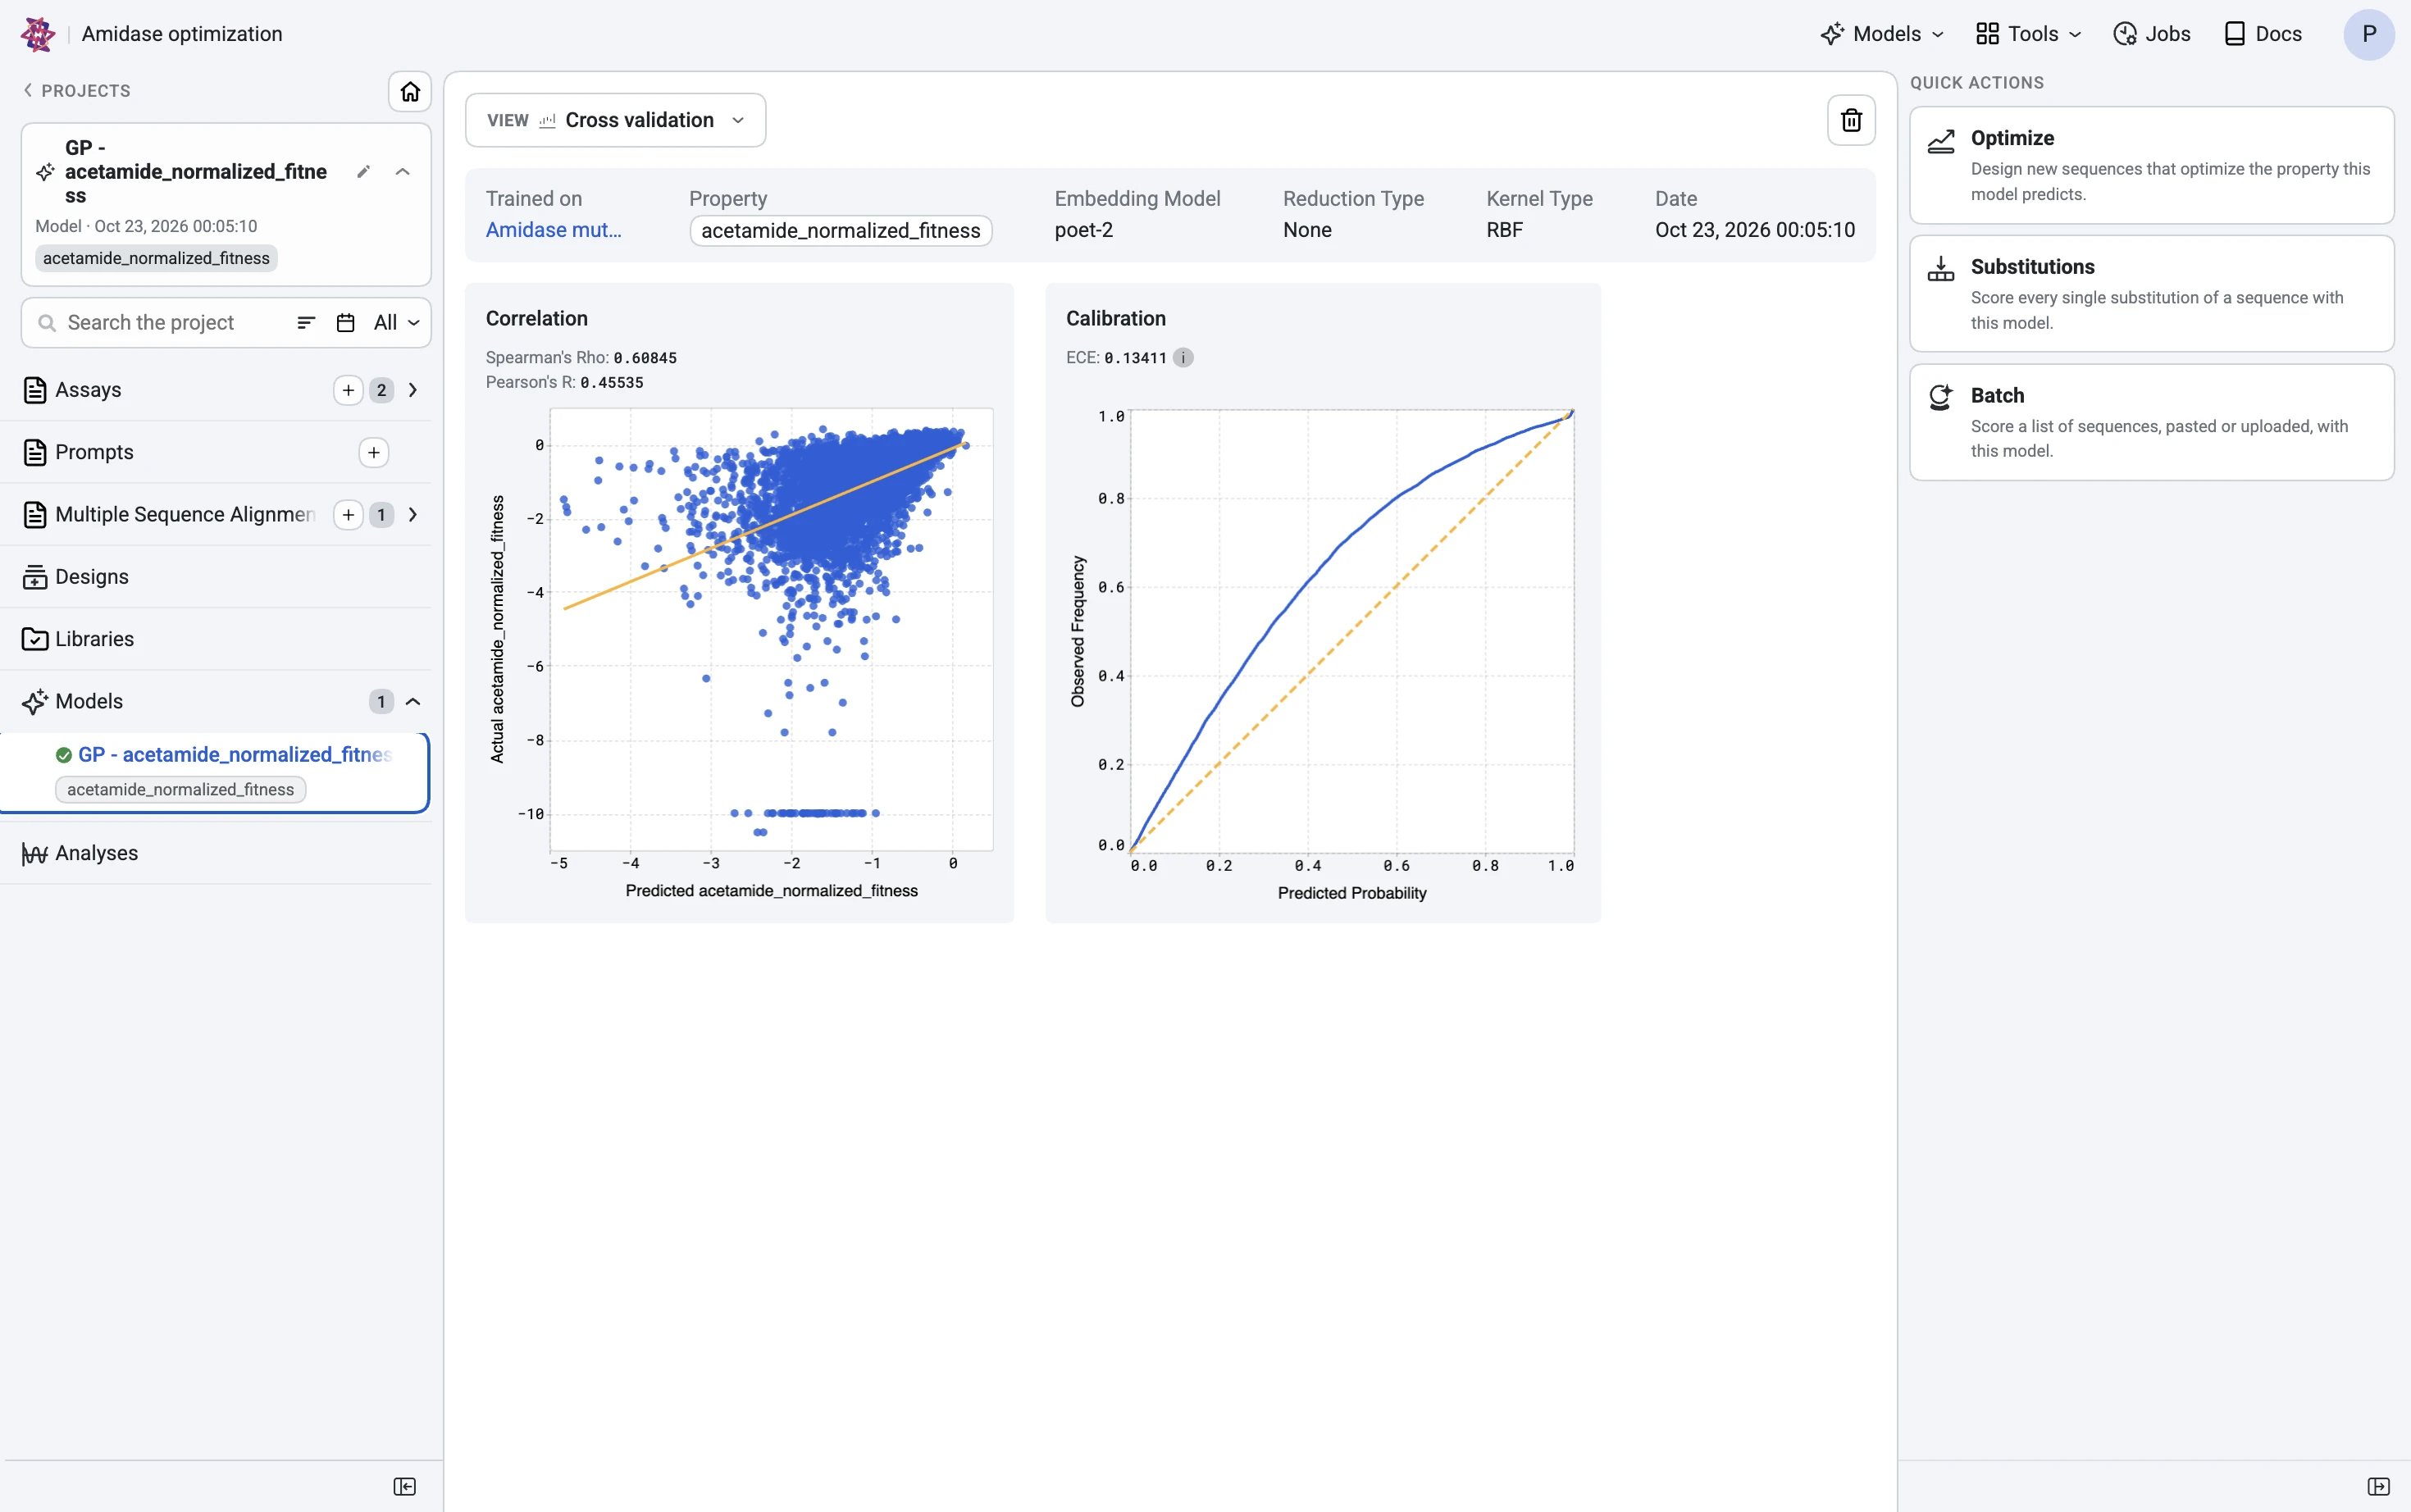 Amidase optimization
Models
Tools
Jobs
Docs
P
PROJECTS
GP -
acetamide_normalized_fitne
ss
Model · Oct 23, 2026 00:05:10
acetamide_normalized_fitness
Search the project
All
Assays
2
Prompts
Multiple Sequence Alignmen
1
Designs
Libraries
Models
1
GP - acetamide_normalized_fitnes
acetamide_normalized_fitness
Analyses
VIEW Cross validation
Trained on
Amidase mut...
Property
acetamide_normalized_fitness
Embedding Model
poet-2
Reduction Type
None
Kernel Type
RBF
Date
Oct 23, 2026 00:05:10
Correlation
Spearman's Rho: 0.60845
Pearson's R: 0.45535
Actual acetamide_normalized_fitness
0
−2
−4
−6
−8
−10
−5 −4 −3 −2 −1 0
Predicted acetamide_normalized_fitness
Calibration
ECE: 0.13411 i
Observed Frequency
1.0
0.8
0.6
0.4
0.2
0.0
0.0 0.2 0.4 0.6 0.8 1.0
Predicted Probability
QUICK ACTIONS
Optimize
Design new sequences that optimize the property this
model predicts.
Substitutions
Score every single substitution of a sequence with
this model.
Batch
Score a list of sequences, pasted or uploaded, with
this model.